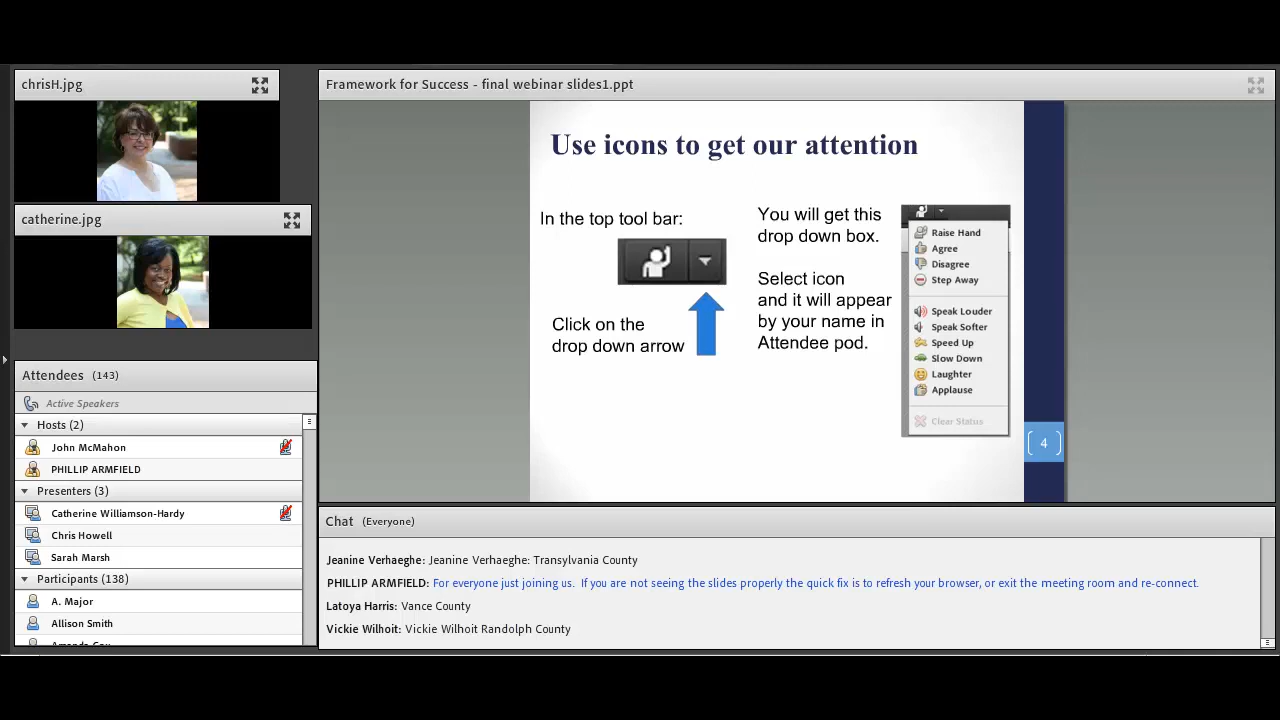 chrisH.jpg
catherine.jpg
Attendees (143)
Active Speakers
Hosts (2)
John McMahon
PHILLIP ARMFIELD
Presenters (3)
Catherine Williamson-Hardy
Chris Howell
Sarah Marsh
Participants (138)
A. Major
Allison Smith
Framework for Success - final webinar slides1.ppt
Use icons to get our attention
In the top tool bar:
Click on the
drop down arrow
You will get this
drop down box.
Select icon
and it will appear
by your name in
Attendee pod.
Raise Hand
Agree
Disagree
Step Away
Speak Louder
Speak Softer
Speed Up
Slow Down
Laughter
Applause
Clear Status
4
Chat (Everyone)
Jeanine Verhaeghe: Jeanine Verhaeghe: Transylvania County
PHILLIP ARMFIELD: For everyone just joining us. If you are not seeing the slides properly the quick fix is to refresh your browser, or exit the meeting room and re-connect.
Latoya Harris: Vance County
Vickie Wilhoit: Vickie Wilhoit Randolph County